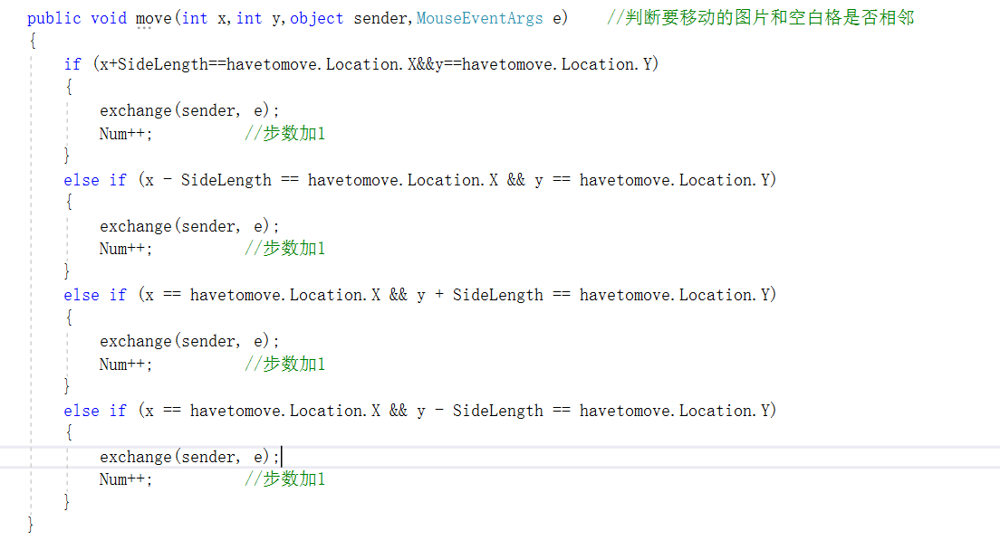 public void move(int x,int y,object sender,MouseEventArgs e)    //判断要移动的图片和空白格是否相邻
{
    if (x+SideLength==havetomove.Location.X&&y==havetomove.Location.Y)
    {
        exchange(sender, e);
        Num++;          //步数加1
    }
    else if (x - SideLength == havetomove.Location.X && y == havetomove.Location.Y)
    {
        exchange(sender, e);
        Num++;          //步数加1
    }
    else if (x == havetomove.Location.X && y + SideLength == havetomove.Location.Y)
    {
        exchange(sender, e);
        Num++;          //步数加1
    }
    else if (x == havetomove.Location.X && y - SideLength == havetomove.Location.Y)
    {
        exchange(sender, e);
        Num++;          //步数加1
    }
}